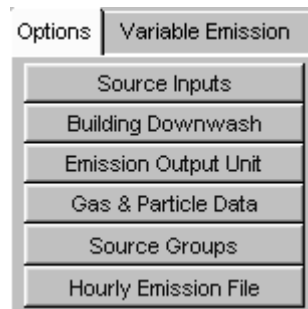 Options Variable Emission
Source Inputs
Building Downwash
Emission Output Unit
Gas & Particle Data
Source Groups
Hourly Emission File